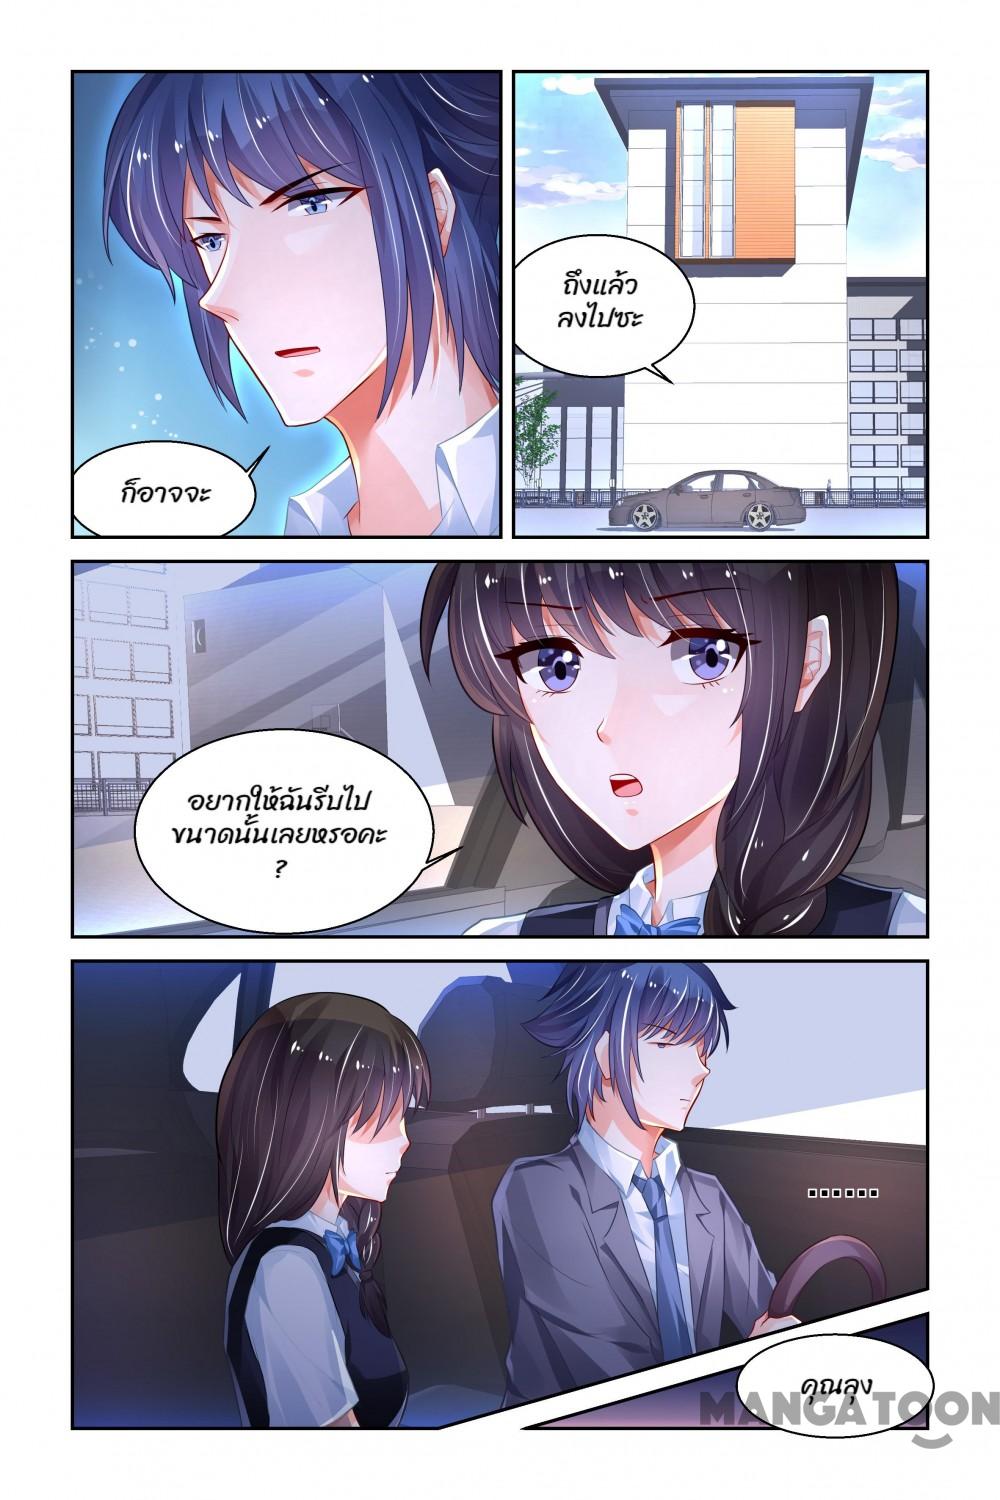 ก็อาจจะ
ถึงแล้ว
ลงไปซะ
อยากให้ฉันรีบไป
ขนาดนั้นเลยหรอคะ
?
......
คุณลุง
MANGATOON